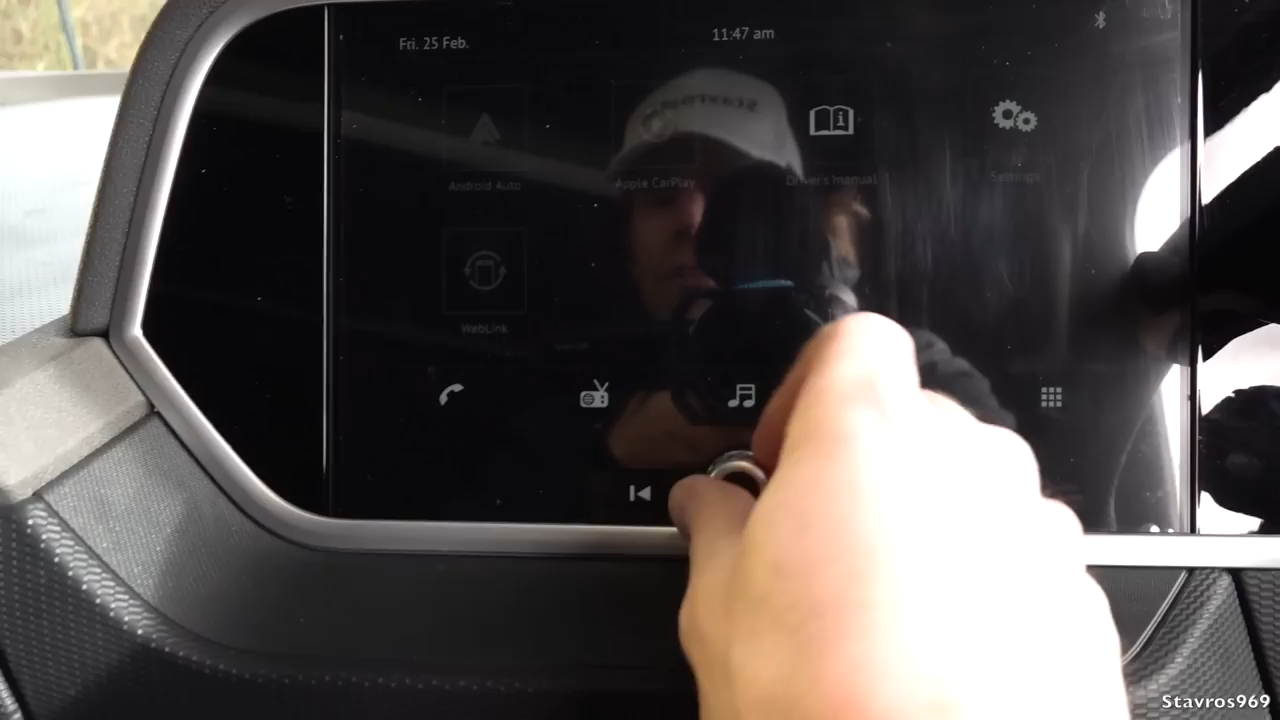 Fri. 25 Feb.
11:47 am
Android Auto
Apple CarPlay
Driver's manual
Settings
WebLink
Stavros969